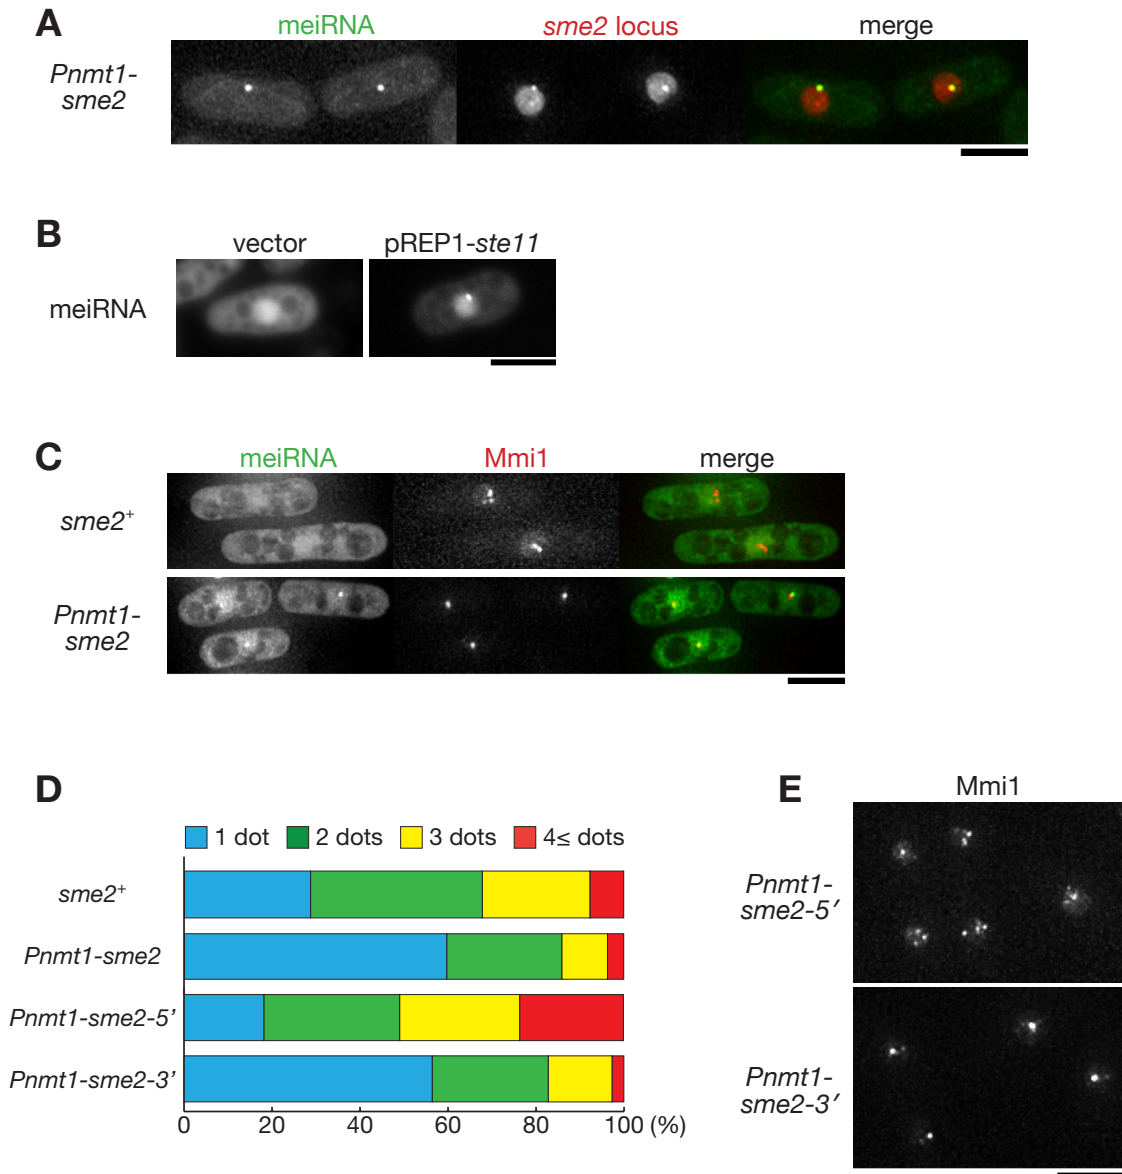 A
meiRNA sme2 locus merge
Pnmt1-
sme2
B
vector pREP1-ste11
meiRNA
C
meiRNA Mmi1 merge
sme2⁺
Pnmt1-
sme2
D
1 dot 2 dots 3 dots 4≤ dots
sme2⁺
Pnmt1-sme2
Pnmt1-sme2-5’
Pnmt1-sme2-3’
0 20 40 60 80 100 (%)
E
Mmi1
Pnmt1-
sme2-5′
Pnmt1-
sme2-3′